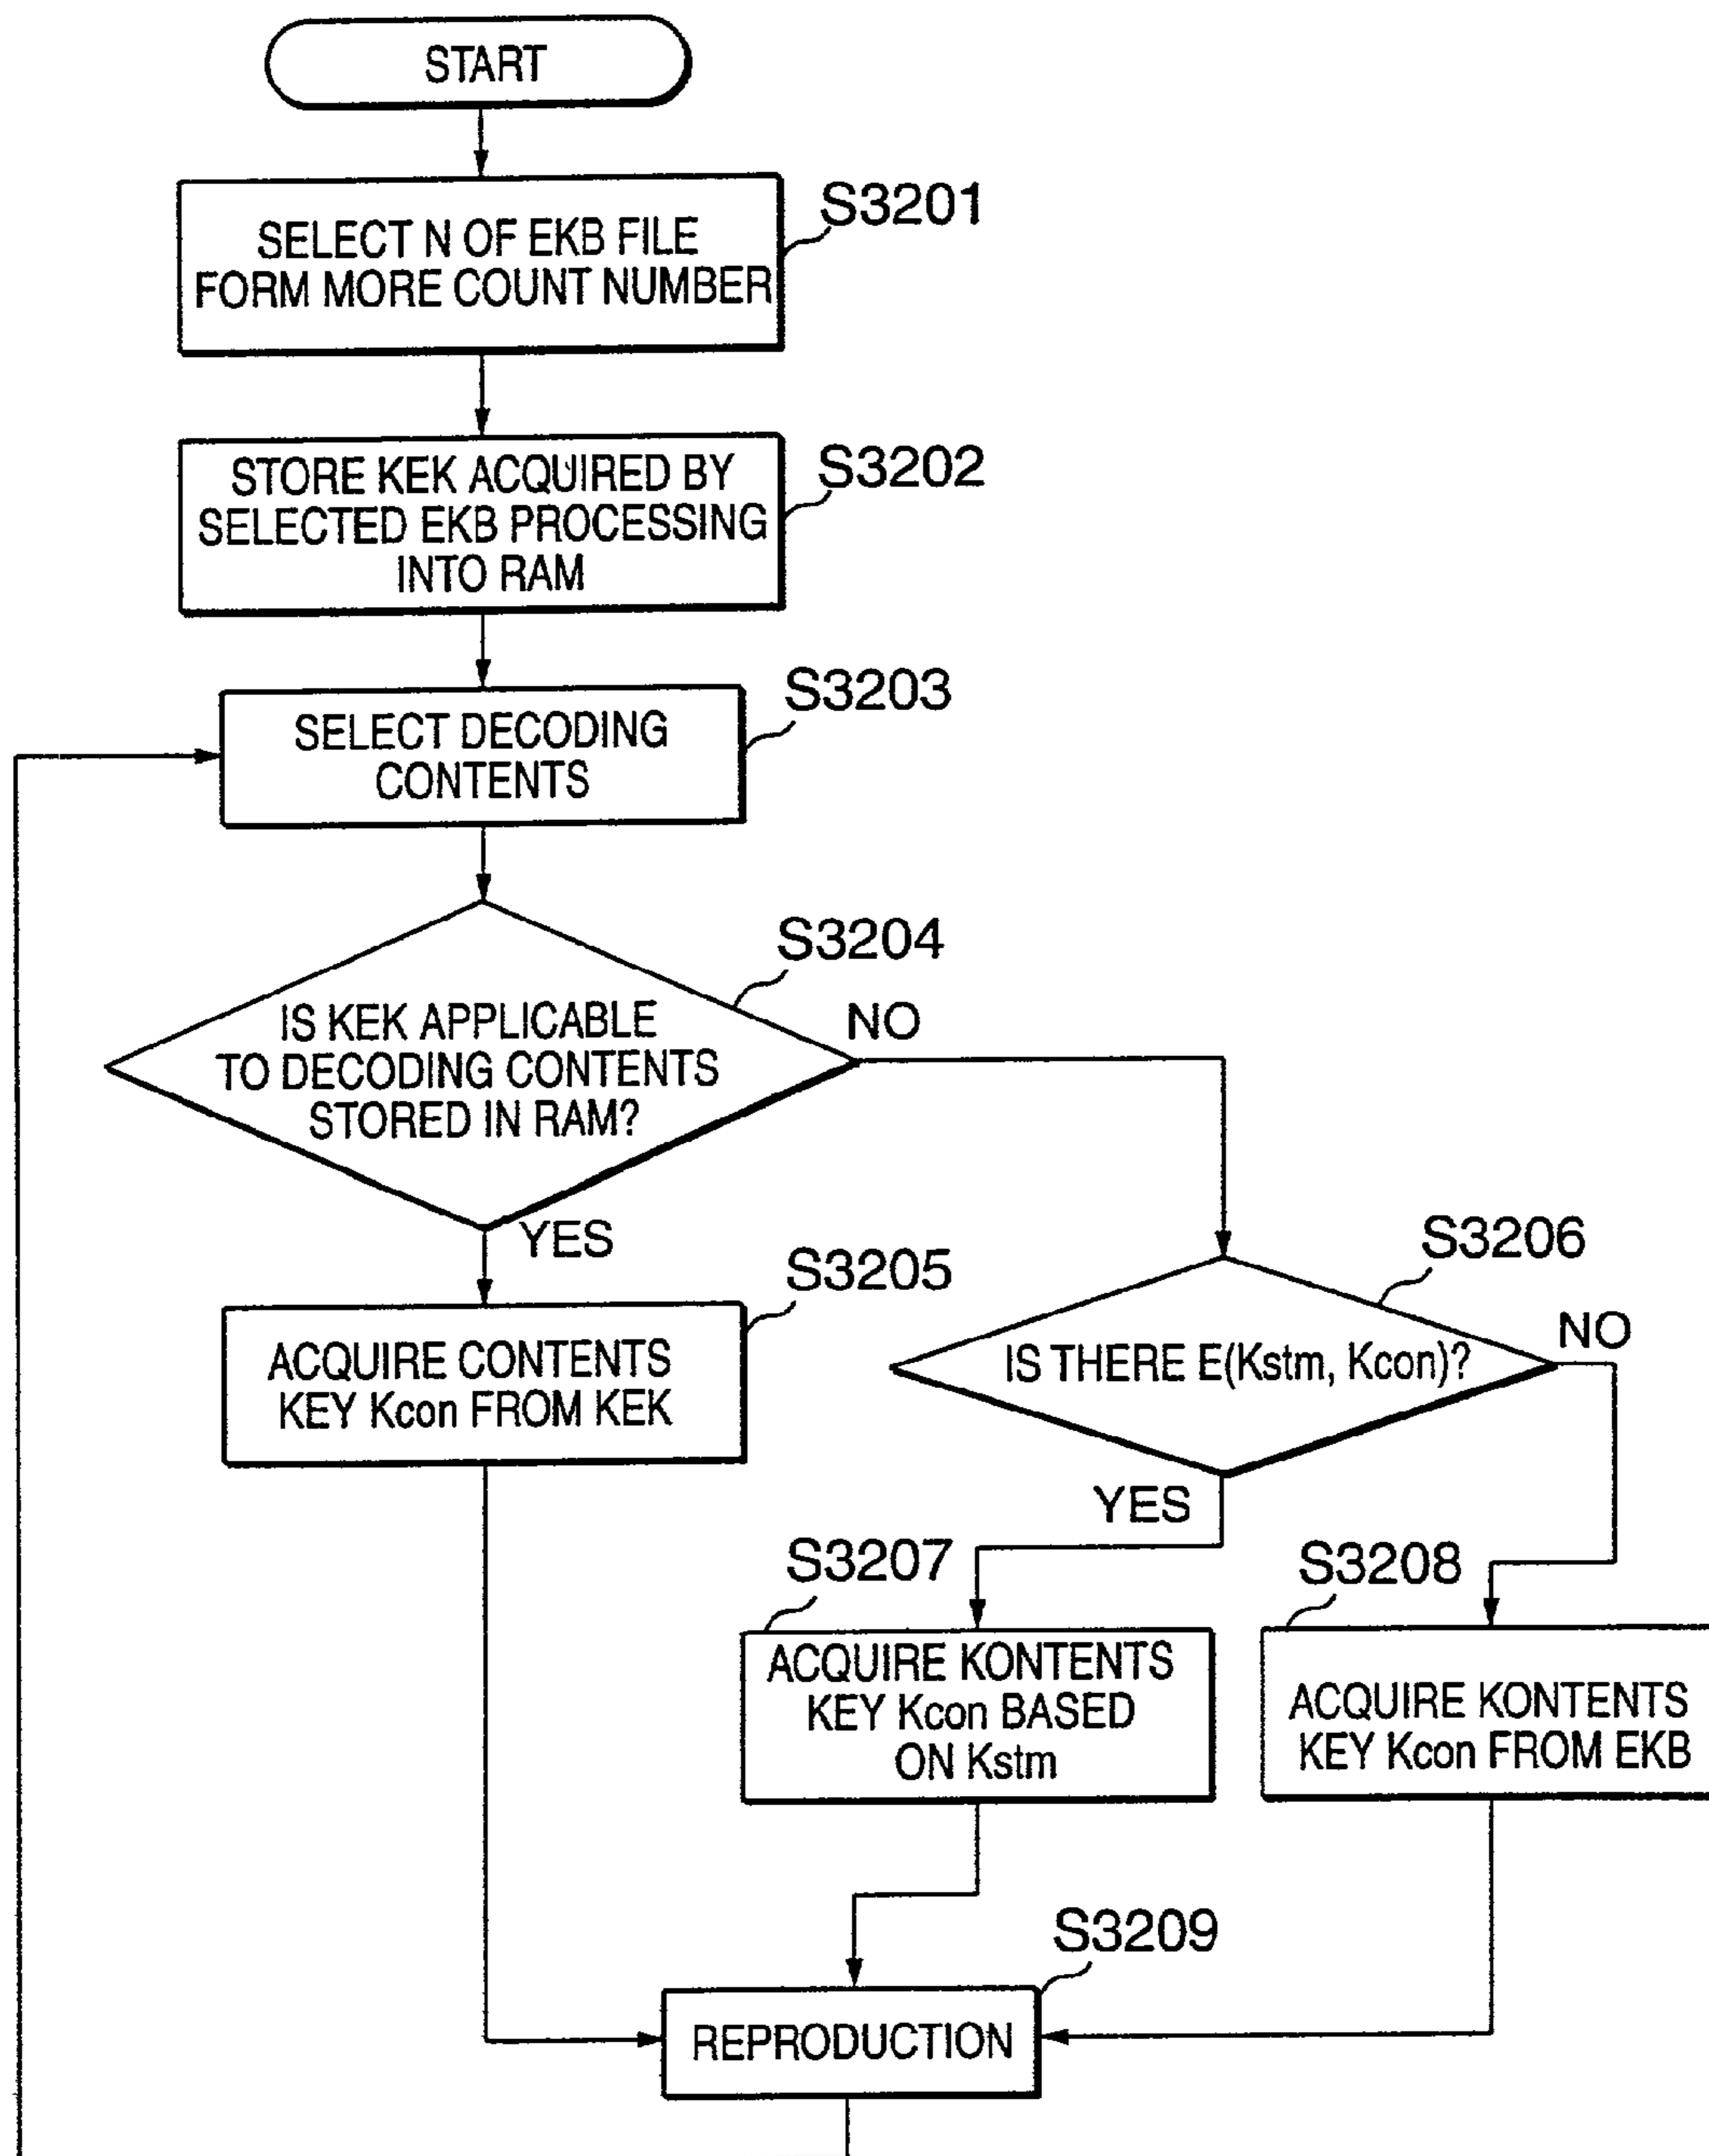 START
S3201
SELECT N OF EKB FILE
FORM MORE COUNT NUMBER
S3202
STORE KEK ACQUIRED BY
SELECTED EKB PROCESSING
INTO RAM
S3203
SELECT DECODING
CONTENTS
S3204
IS KEK APPLICABLE
TO DECODING CONTENTS
STORED IN RAM?
NO
YES
S3205
ACQUIRE CONTENTS
KEY Kcon FROM KEK
S3206
IS THERE E(Kstm, Kcon)?
NO
YES
S3207
ACQUIRE KONTENTS
KEY Kcon BASED
ON Kstm
S3208
ACQUIRE KONTENTS
KEY Kcon FROM EKB
S3209
REPRODUCTION